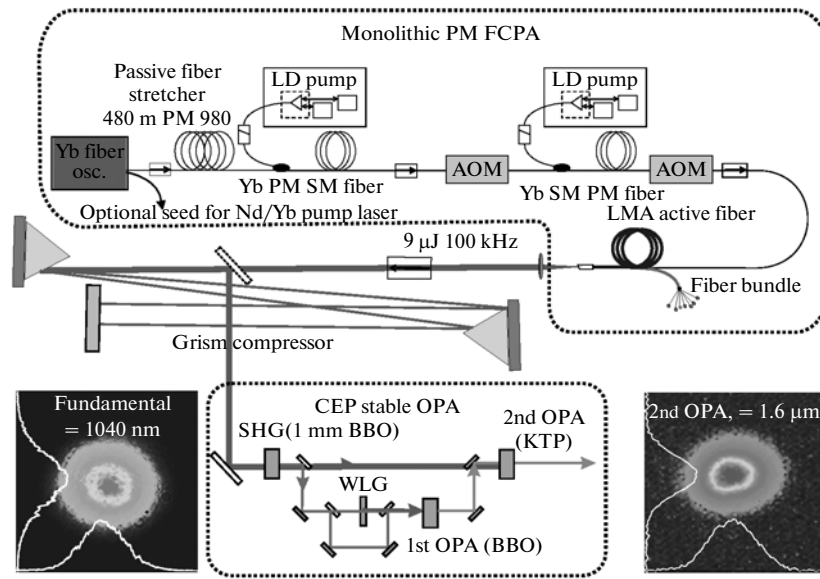 Monolithic PM FCPA
Passive fiber
stretcher
480 m PM 980
LD pump
LD pump
Yb fiber
osc.
AOM
AOM
Yb PM SM fiber
Yb SM PM fiber
Optional seed for Nd/Yb pump laser
LMA active fiber
9 µJ 100 kHz
Fiber bundle
Grism compressor
Fundamental
= 1040 nm
CEP stable OPA
SHG(1 mm BBO)
2nd OPA
(KTP)
WLG
1st OPA (BBO)
2nd OPA, = 1.6 µm